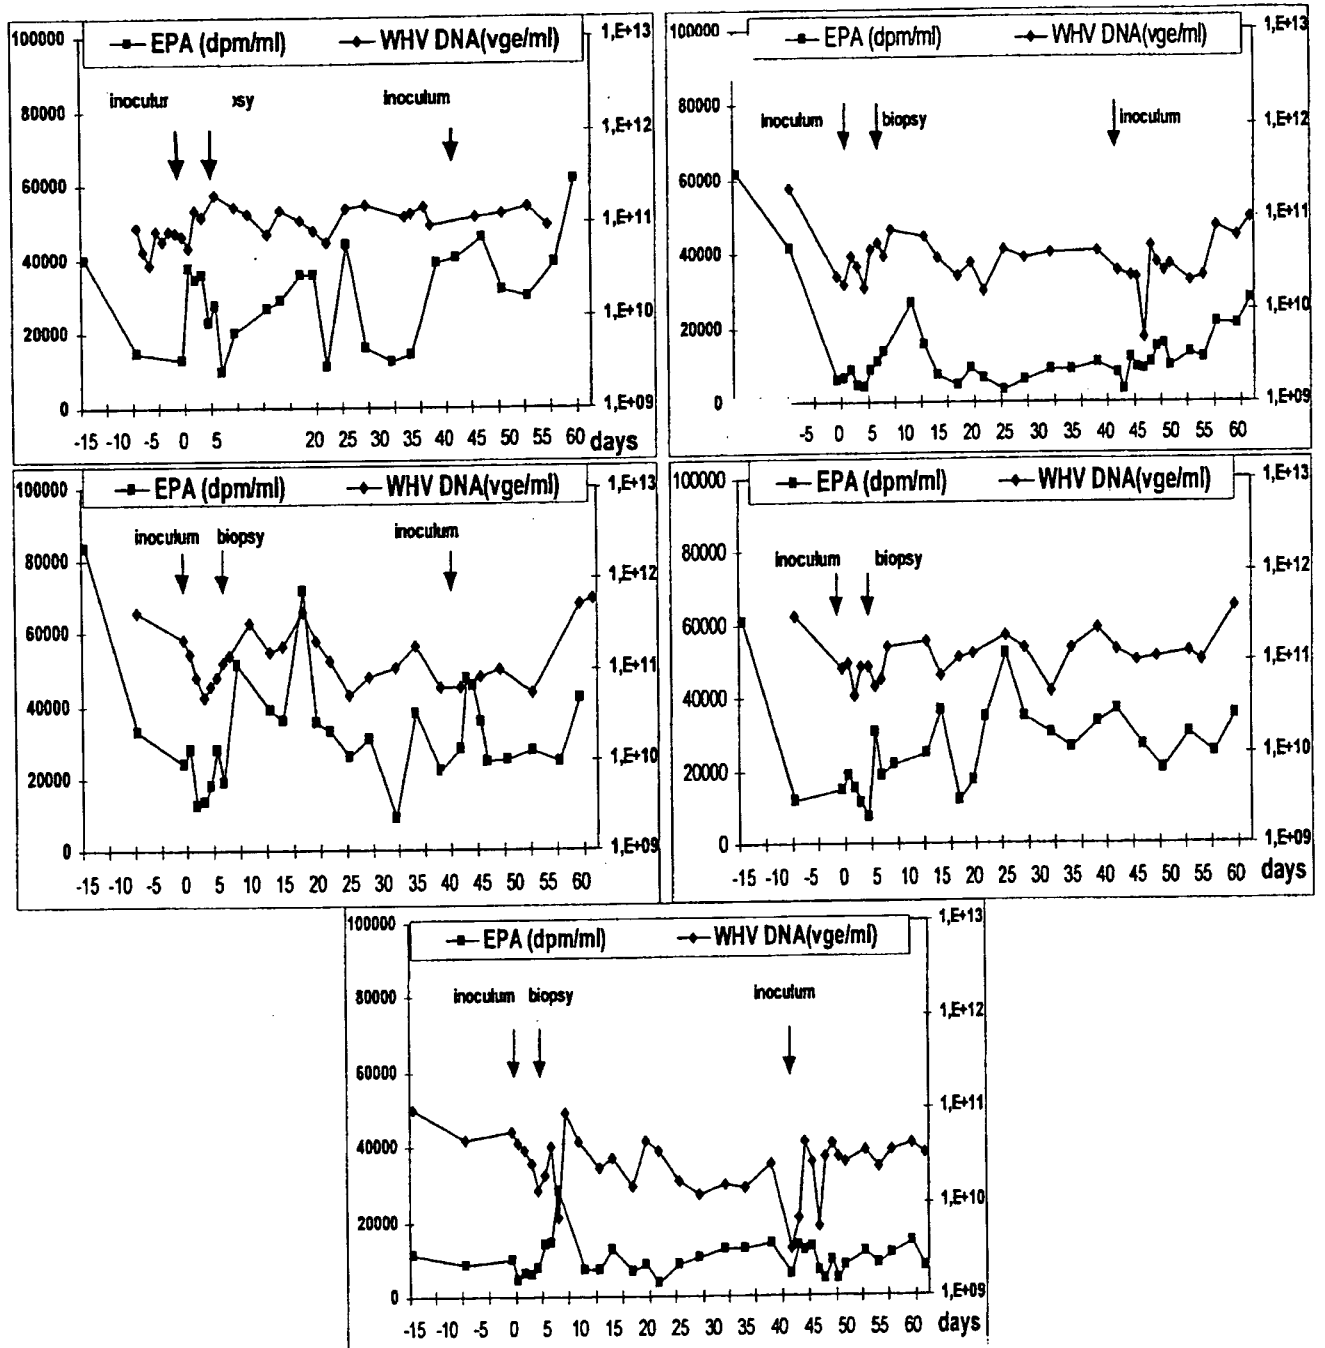 EPA (dpm/ml) WHV DNA(vge/ml)
100000
80000
60000
40000
20000
0
inoculur ɔsy inoculum
1,E+13
1,E+12
1,E+11
1,E+10
1,E+09
-15 -10 -5 0 5 20 25 30 35 40 45 50 55 60 days
EPA (dpm/ml) WHV DNA(vge/ml)
100000
80000
60000
40000
20000
0
inoculum biopsy inoculum
1,E+13
1,E+12
1,E+11
1,E+10
1,E+09
-5 0 5 10 15 20 25 30 35 40 45 50 55 60 days
EPA (dpm/ml) WHV DNA(vge/ml)
100000
80000
60000
40000
20000
0
inoculum biopsy inoculum
1,E+13
1,E+12
1,E+11
1,E+10
1,E+09
-15 -10 -5 0 5 10 15 20 25 30 35 40 45 50 55 60
EPA (dpm/ml) WHV DNA(vge/ml)
100000
80000
60000
40000
20000
0
inoculum biopsy
1,E+13
1,E+12
1,E+11
1,E+10
1,E+09
-15 -10 -5 0 5 10 15 20 25 30 35 40 45 50 55 60 days
EPA (dpm/ml) WHV DNA(vge/ml)
100000
80000
60000
40000
20000
0
inoculum biopsy inoculum
1,E+13
1,E+12
1,E+11
1,E+10
1,E+09
-15 -10 -5 0 5 10 15 20 25 30 35 40 45 50 55 60 days